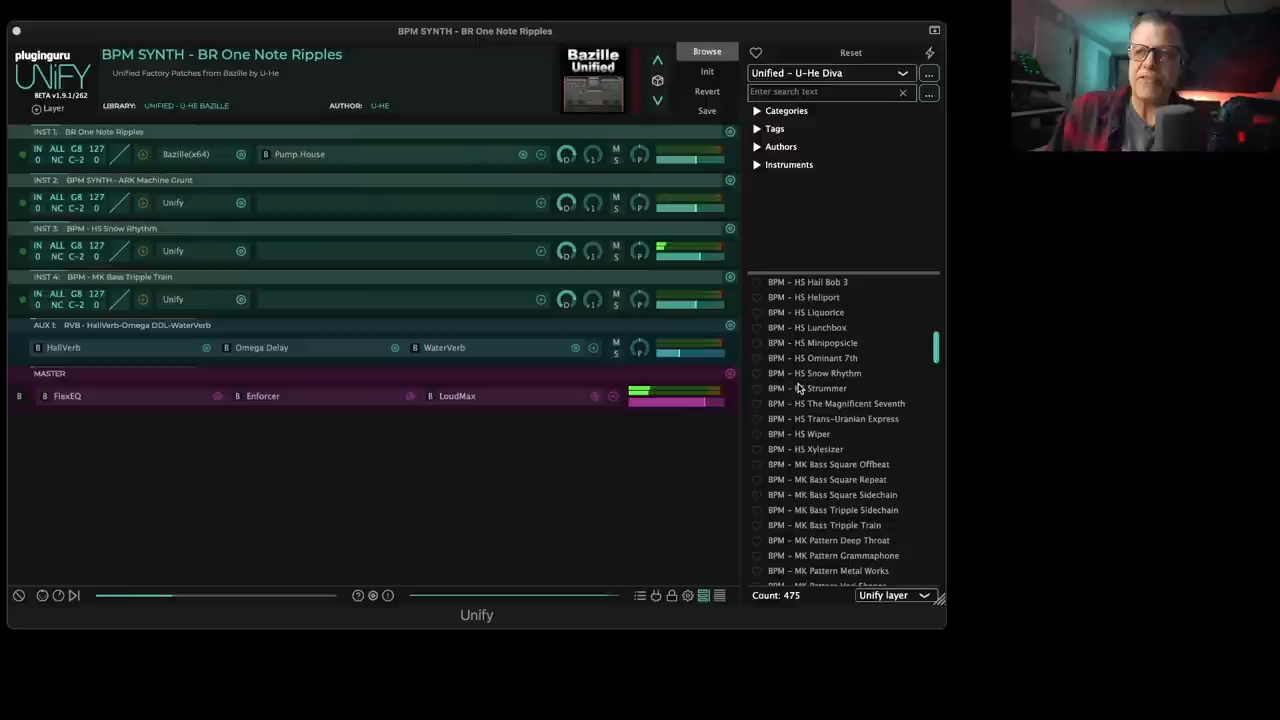 BPM SYNTH - BR One Note Ripples
pluginguru
UNiFY
BETA v1.9.1/262
Layer
BPM SYNTH - BR One Note Ripples
Unified Factory Patches from Bazille by U-He
LIBRARY: UNIFIED - U-HE BAZILLE AUTHOR: U-HE
Bazille
Unified
Browse
Init
Revert
Save
Reset
Unified - U-He Diva ...
Enter search text ...
Categories
Tags
Authors
Instruments
INST 1: BR One Note Ripples
IN ALL G8 127
0 NC C-2 0
Bazille(x64) B Pump House D 1 M S P
INST 2: BPM SYNTH - ARK Machine Grunt
IN ALL G8 127
0 NC C-2 0
Unify D 1 M S P
INST 3: BPM - HS Snow Rhythm
IN ALL G8 127
0 NC C-2 0
Unify D 1 M S P
INST 4: BPM - MK Bass Tripple Train
IN ALL G8 127
0 NC C-2 0
Unify D 1 M S P
AUX 1: RVB - HallVerb-Omega DDL-WaterVerb
B HallVerb B Omega Delay B WaterVerb M S P
MASTER
B B FlexEQ B Enforcer B LoudMax
BPM - HS Hail Bob 3
BPM - HS Heliport
BPM - HS Liquorice
BPM - HS Lunchbox
BPM - HS Minipopsicle
BPM - HS Ominant 7th
BPM - HS Snow Rhythm
BPM - HS Strummer
BPM - HS The Magnificent Seventh
BPM - HS Trans-Uranian Express
BPM - HS Wiper
BPM - HS Xylesizer
BPM - MK Bass Square Offbeat
BPM - MK Bass Square Repeat
BPM - MK Bass Square Sidechain
BPM - MK Bass Tripple Sidechain
BPM - MK Bass Tripple Train
BPM - MK Pattern Deep Throat
BPM - MK Pattern Grammaphone
BPM - MK Pattern Metal Works
Count: 475 Unify layer
Unify